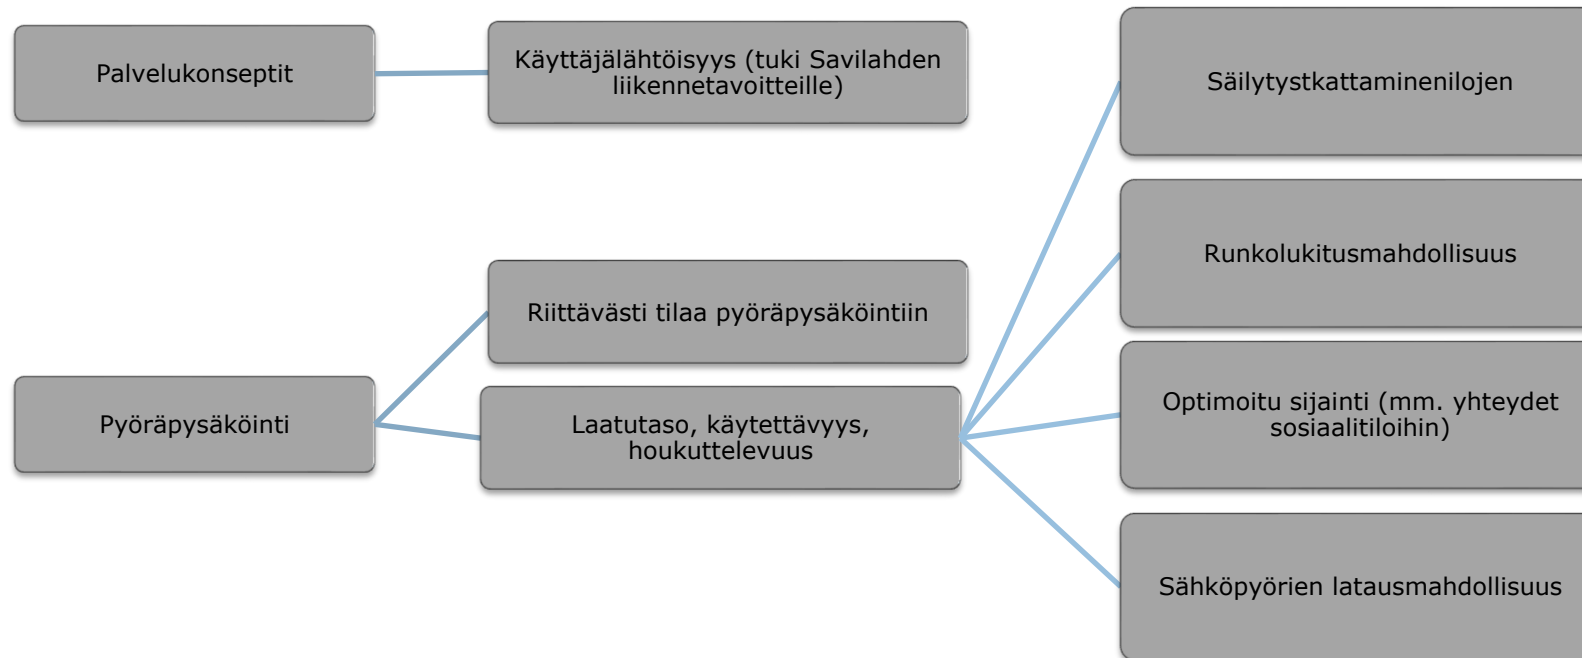 Palvelukonseptit
Käyttäjälähtöisyys (tuki Savilahden
liikennetavoitteille)
Pyöräpysäköinti
Riittävästi tilaa pyöräpysäköintiin
Laatutaso, käytettävyys,
houkuttelevuus
Säilytystkattaminenilojen
Runkolukitusmahdollisuus
Optimoitu sijainti (mm. yhteydet
sosiaalitiloihin)
Sähköpyörien latausmahdollisuus